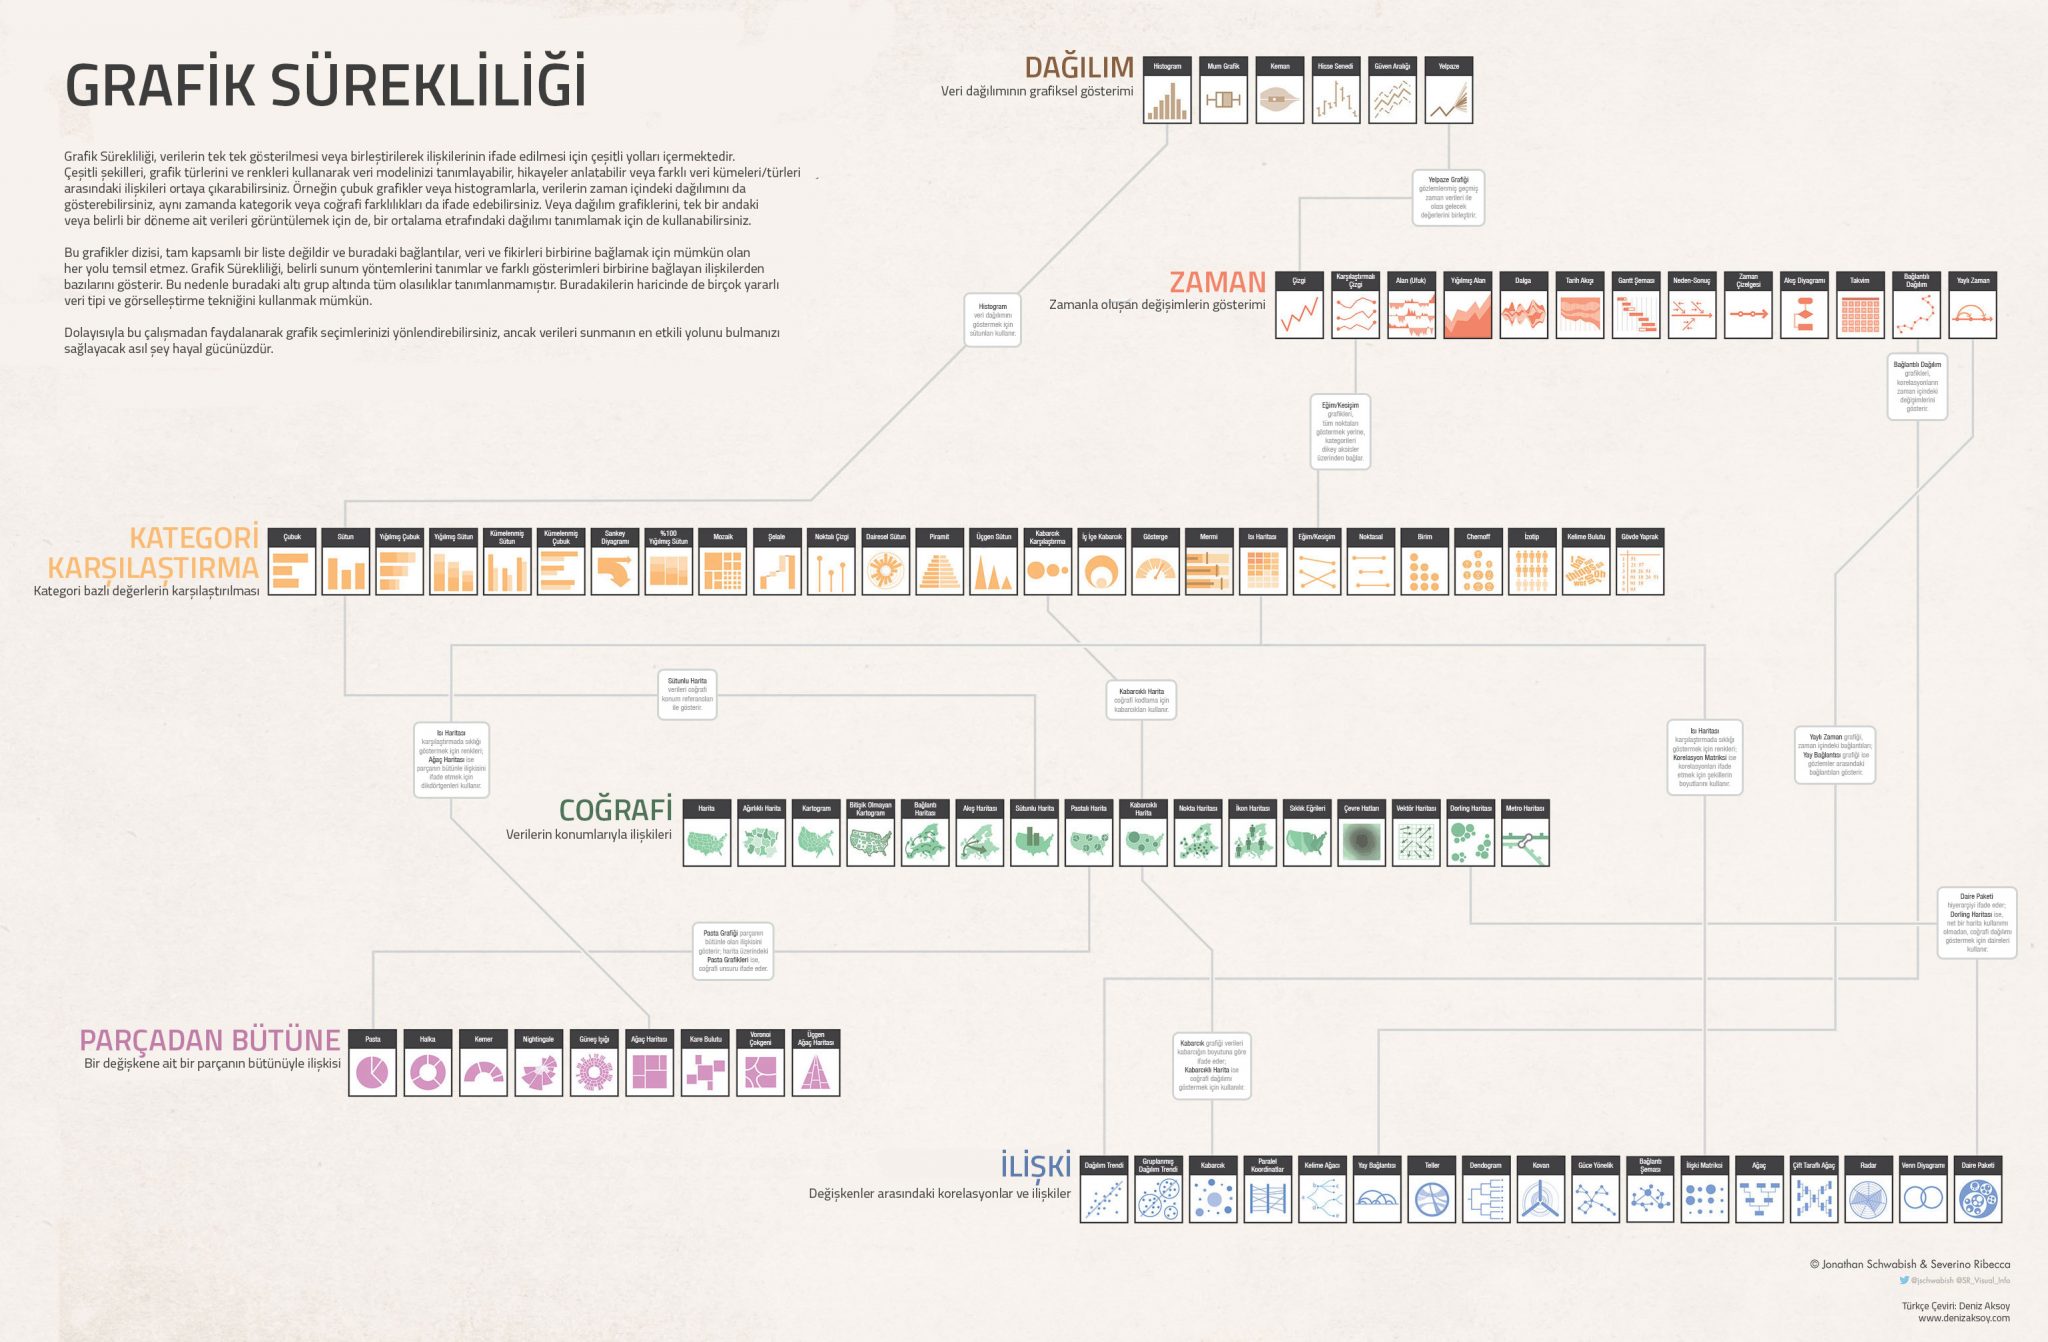 GRAFİK SÜREKLİLİĞİ
Grafik Sürekliliği, verilerin tek tek gösterilmesi veya birleştirilerek ilişkilerinin ifade edilmesi için çeşitli yolları içermektedir.
Çeşitli şekilleri, grafik türlerini ve renkleri kullanarak veri modelinizi tanımlayabilir, hikayeler anlatabilir veya farklı veri kümeleri/türleri
arasındaki ilişkileri ortaya çıkarabilirsiniz. Örneğin çubuk grafikler veya histogramlarla, verilerin zaman içindeki dağılımını da
gösterebilirsiniz, aynı zamanda kategorik veya coğrafi farklılıkları da ifade edebilirsiniz. Veya dağılım grafiklerini, tek bir andaki
veya belirli bir döneme ait verileri görüntülemek için de, bir ortalama etrafındaki dağılımı tanımlamak için de kullanabilirsiniz.
Bu grafikler dizisi, tam kapsamlı bir liste değildir ve buradaki bağlantılar, veri ve fikirleri birbirine bağlamak için mümkün olan
her yolu temsil etmez. Grafik Sürekliliği, belirli sunum yöntemlerini tanımlar ve farklı gösterimleri birbirine bağlayan ilişkilerden
bazılarını gösterir. Bu nedenle buradaki altı grup altında tüm olasılıklar tanımlanmamıştır. Buradakilerin haricinde de birçok yararlı
veri tipi ve görselleştirme tekniğini kullanmak mümkün.
Dolayısıyla bu çalışmadan faydalanarak grafik seçimlerinizi yönlendirebilirsiniz, ancak verileri sunmanın en etkili yolunu bulmanızı
sağlayacak asıl şey hayal gücünüzdür.
DAĞILIM
Veri dağılımının grafiksel gösterimi
Histogram
Mum Grafik
Keman
Hisse Senedi
Güven Aralığı
Yelpaze
Yelpaze Grafiği
gözlemlenmiş geçmiş
zaman verileri ile
olası gelecek
değerlerini birleştirir.
Histogram
veri dağılımını
göstermek için
sütunları kullanır.
ZAMAN
Zamanla oluşan değişimlerin gösterimi
Çizgi
Karşılaştırmalı
Çizgi
Alan (Ufuk)
Yığılmış Alan
Dalga
Tarih Akışı
Gantt Şeması
Neden-Sonuç
Zaman
Çizelgesi
Akış Diyagramı
Takvim
Bağlantılı
Dağılım
Yaylı Zaman
Bağlantılı Dağılım
grafikleri,
korelasyonların
zaman içindeki
değişimlerini
gösterir.
Eğim/Kesişim
grafikleri,
tüm noktaları
göstermek yerine,
kategorileri
dikey aksisler
üzerinden bağlar.
KATEGORİ
KARŞILAŞTIRMA
Kategori bazlı değerlerin karşılaştırılması
Çubuk
Sütun
Yığılmış Çubuk
Yığılmış Sütun
Kümelenmiş
Sütun
Kümelenmiş
Çubuk
Sankey
Diyagramı
%100
Yığılmış Sütun
Mozaik
Şelale
Noktalı Çizgi
Dairesel Sütun
Piramit
Üçgen Sütun
Kabarcık
Karşılaştırma
İç İçe Kabarcık
Gösterge
Mermi
Isı Haritası
Eğim/Kesişim
Noktasal
Birim
Chernoff
İzotip
Kelime Bulutu
Gövde Yaprak
Sütunlu Harita
verileri coğrafi
konum referansları
ile gösterir.
Kabarcıklı Harita
coğrafi kodlama için
kabarcıkları kullanır.
Isı Haritası
karşılaştırmada sıklığı
göstermek için renkleri;
Ağaç Haritası ise
parçanın bütünle ilişkisini
ifade etmek için
dikdörtgenleri kullanır.
Isı Haritası
karşılaştırmada sıklığı
göstermek için renkleri;
Korelasyon Matriksi ise
korelasyonları ifade
etmek için şekillerin
boyutlarını kullanır.
Yaylı Zaman grafiği,
zaman içindeki bağlantıları;
Yay Bağlantısı grafiği ise
gözlemler arasındaki
bağlantıları gösterir.
COĞRAFİ
Verilerin konumlarıyla ilişkileri
Harita
Ağırlıklı Harita
Kartogram
Bitişik Olmayan
Kartogram
Bağlantı
Haritası
Akış Haritası
Sütunlu Harita
Pastalı Harita
Kabarcıklı
Harita
Nokta Haritası
İkon Haritası
Sıklık Eğrileri
Çevre Hatları
Vektör Haritası
Dorling Haritası
Metro Haritası
Pasta Grafiği parçanın
bütünle olan ilişkisini
gösterir; harita üzerindeki
Pasta Grafikleri ise,
coğrafi unsuru ifade eder.
Daire Paketi
hiyerarşiyi ifade eder;
Dorling Haritası ise,
net bir harita kullanımı
olmadan, coğrafi dağılımı
göstermek için daireleri
kullanır.
PARÇADAN BÜTÜNE
Bir değişkene ait bir parçanın bütünüyle ilişkisi
Pasta
Halka
Kemer
Nightingale
Güneş Işığı
Ağaç Haritası
Kare Bulutu
Voronoi
Çokgeni
Üçgen
Ağaç Haritası
Kabarcık grafiği verileri
kabarcığın boyutuna göre
ifade eder;
Kabarcıklı Harita ise
coğrafi dağılımı
göstermek için kullanılır.
İLİŞKİ
Değişkenler arasındaki korelasyonlar ve ilişkiler
Dağılım Trendi
Gruplanmış
Dağılım Trendi
Kabarcık
Paralel
Koordinatlar
Kelime Ağacı
Yay Bağlantısı
Teller
Dendogram
Kovan
Güce Yönelik
Bağlantı
Şeması
İlişki Matriksi
Ağaç
Çift Taraflı Ağaç
Radar
Venn Diyagramı
Daire Paketi
© Jonathan Schwabish & Severino Ribecca
@jschwabish @SR_Visual_Info
Türkçe Çeviri: Deniz Aksoy
www.denizaksoy.com